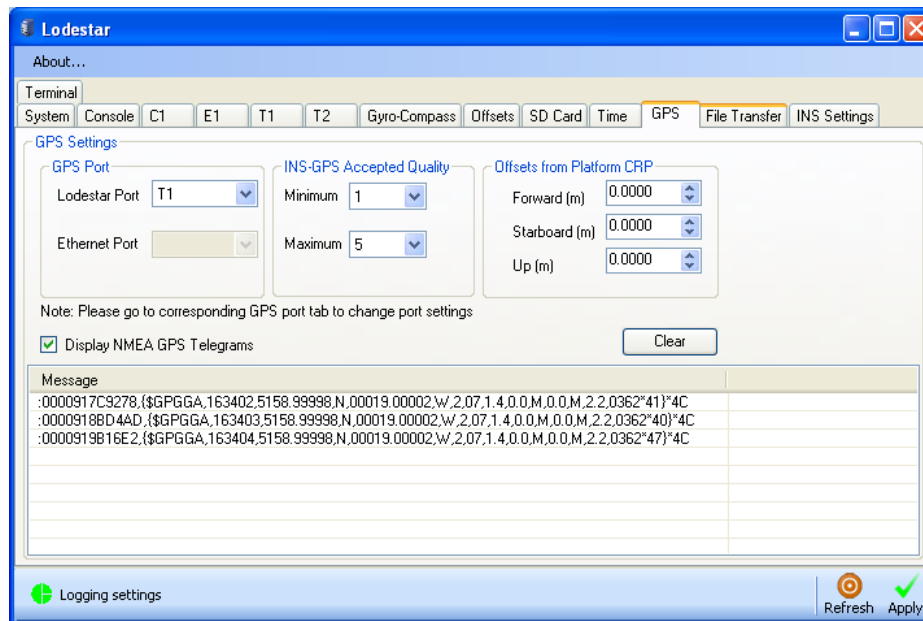 Lodestar
About...
Terminal
System Console C1 E1 T1 T2 Gyro-Compass Offsets SD Card Time GPS File Transfer INS Settings
GPS Settings
GPS Port INS-GPS Accepted Quality Offsets from Platform CRP
Lodestar Port T1 Minimum 1 Forward (m) 0.0000
Ethernet Port Maximum 5 Starboard (m) 0.0000
Up (m) 0.0000
Note: Please go to corresponding GPS port tab to change port settings
Display NMEA GPS Telegrams Clear
Message
:0000917C9278,{$GPGGA,163402,5158.99998,N,00019.00002,W,2,07,1.4,0.0,M,0.0,M,2.2,0362*41}*4C
:0000918BD4AD,{$GPGGA,163403,5158.99998,N,00019.00002,W,2,07,1.4,0.0,M,0.0,M,2.2,0362*40}*4C
:0000919B16E2,{$GPGGA,163404,5158.99998,N,00019.00002,W,2,07,1.4,0.0,M,0.0,M,2.2,0362*47}*4C
Logging settings Refresh Apply